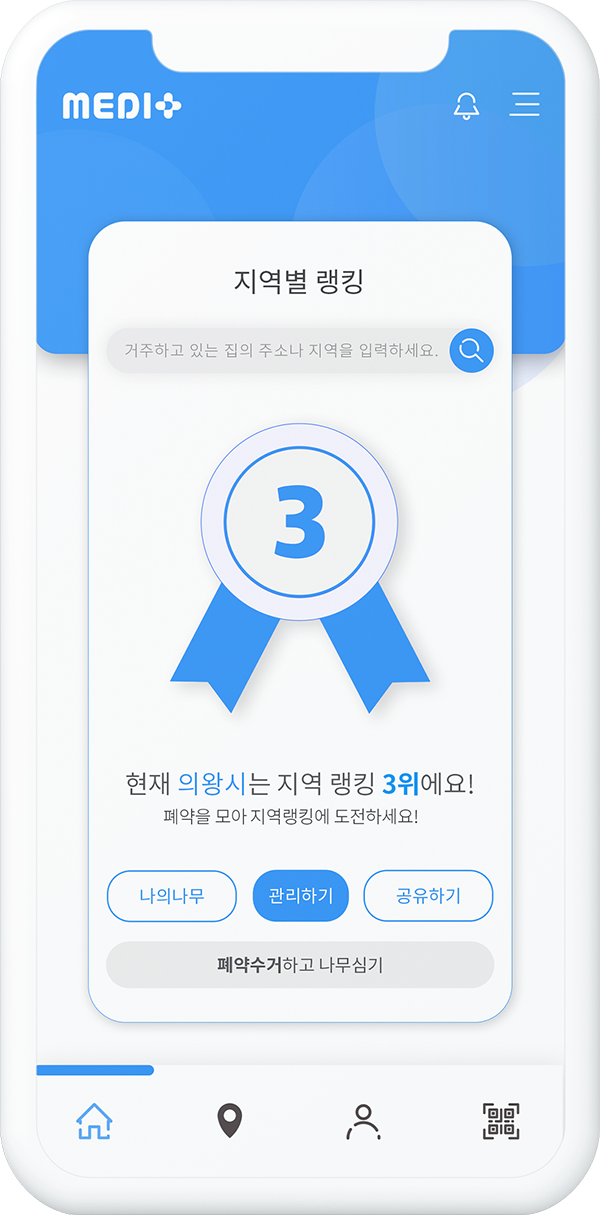 MEDI+
지역별 랭킹
거주하고 있는 집의 주소나 지역을 입력하세요.
3
현재 의왕시는 지역 랭킹 3위에요!
폐약을 모아 지역랭킹에 도전하세요!
나의나무 관리하기 공유하기
폐약수거하고 나무심기